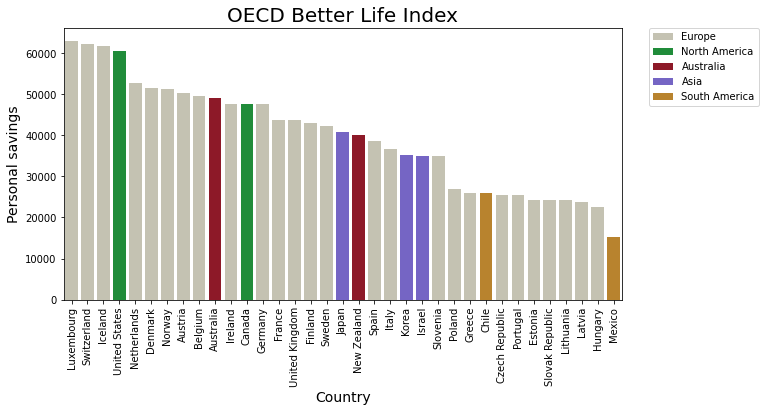 OECD Better Life Index
Personal savings
60000
50000
40000
30000
20000
10000
0
Luxembourg
Switzerland
Iceland
United States
Netherlands
Denmark
Norway
Austria
Belgium
Australia
Ireland
Canada
Germany
France
United Kingdom
Finland
Sweden
Japan
New Zealand
Spain
Italy
Korea
Israel
Slovenia
Poland
Greece
Chile
Czech Republic
Portugal
Estonia
Slovak Republic
Lithuania
Latvia
Hungary
Mexico
Country
Europe
North America
Australia
Asia
South America